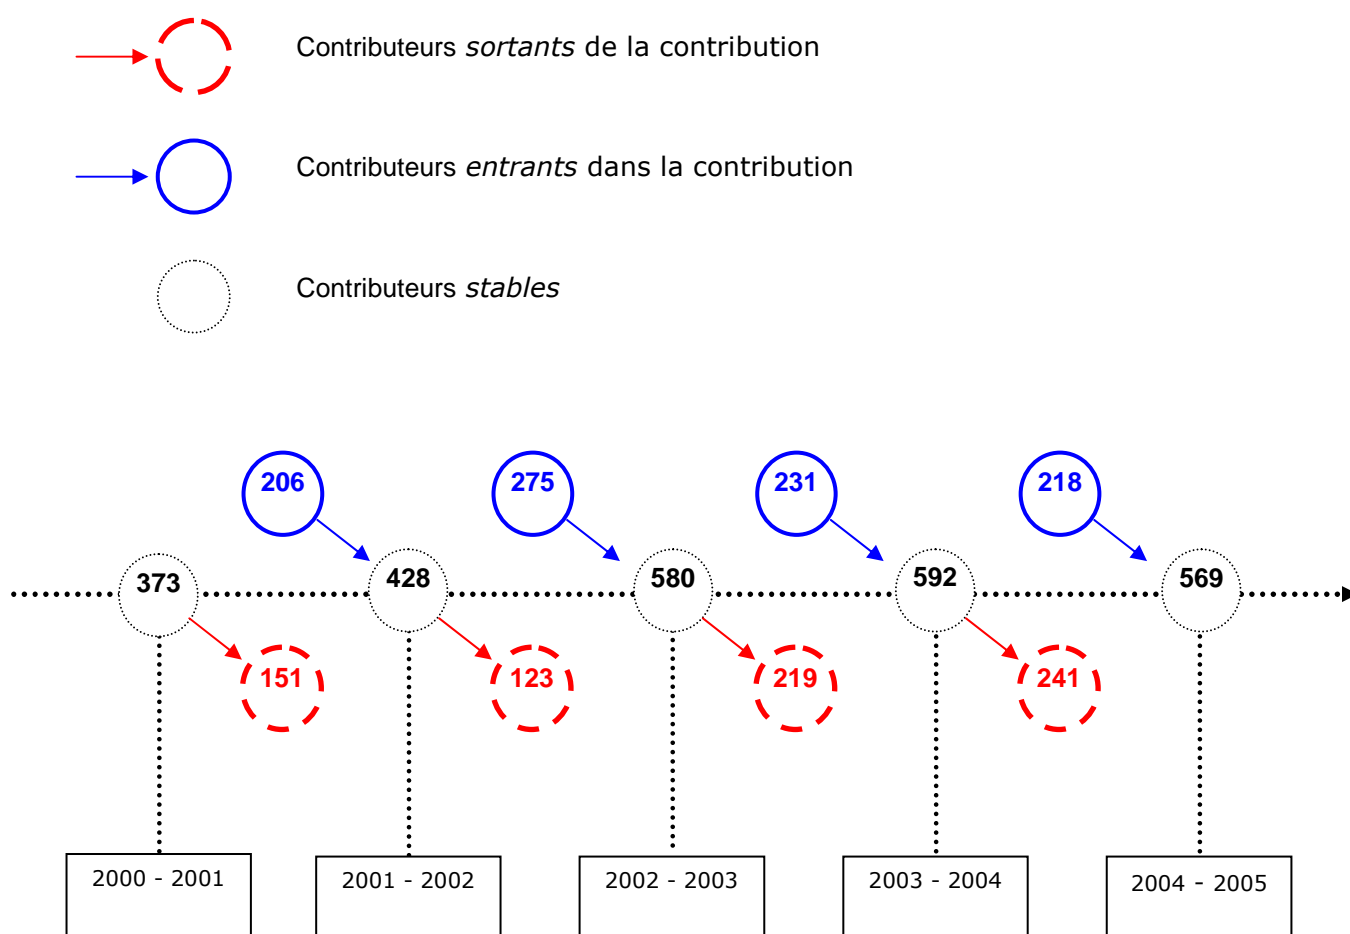 Contributeurs sortants de la contribution
Contributeurs entrants dans la contribution
Contributeurs stables
206 275 231 218
373 428 580 592 569
151 123 219 241
2000 - 2001 2001 - 2002 2002 - 2003 2003 - 2004 2004 - 2005